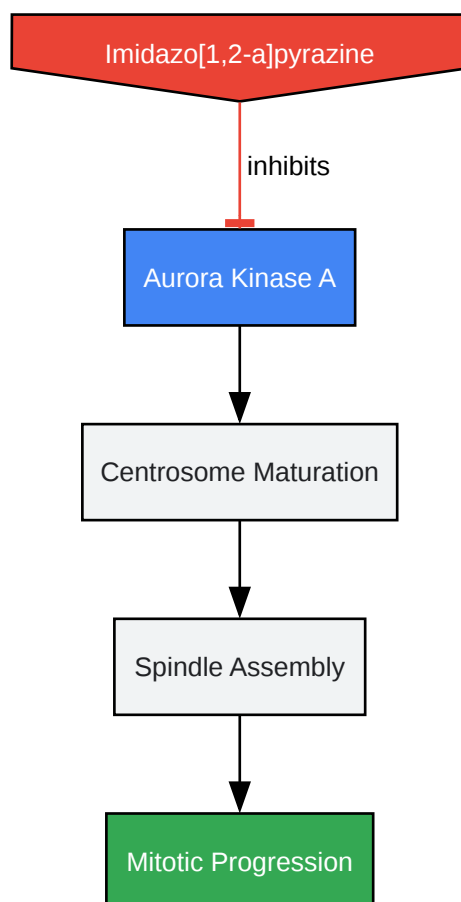 Imidazo[1,2-a]pyrazine
inhibits
Aurora Kinase A
Centrosome Maturation
Spindle Assembly
Mitotic Progression